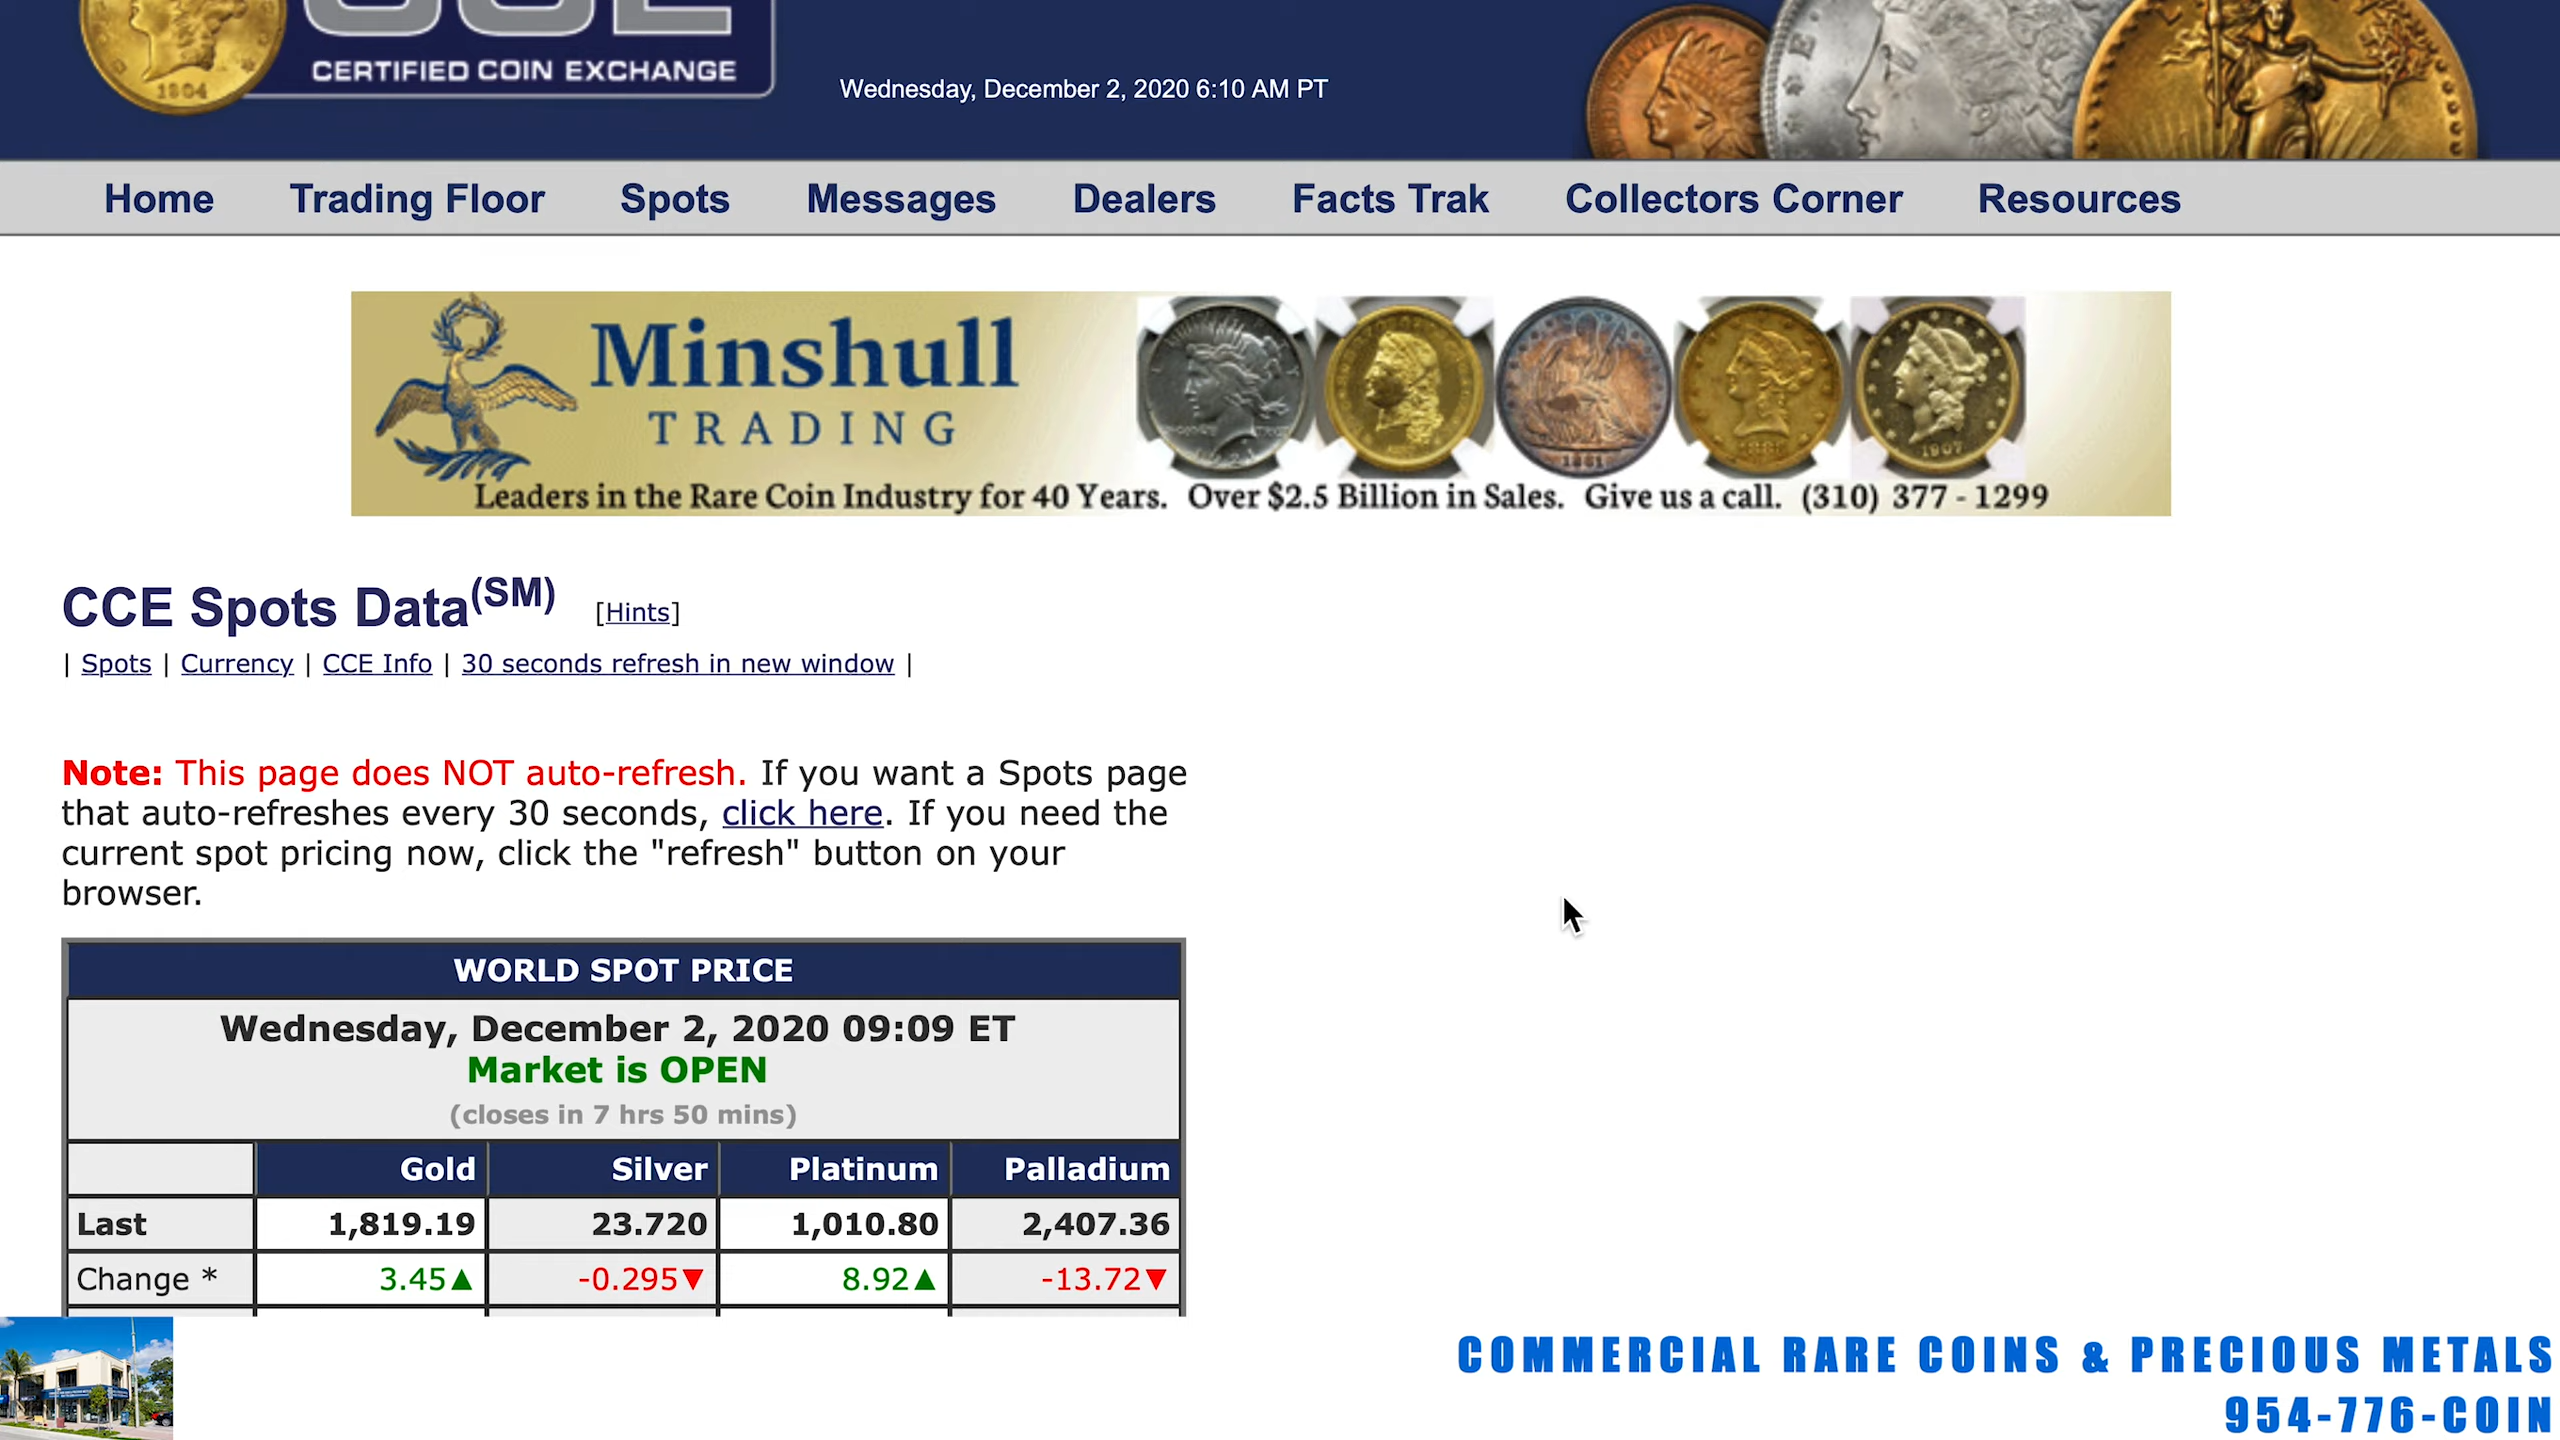 CCE
CERTIFIED COIN EXCHANGE
1904
Wednesday, December 2, 2020 6:10 AM PT
Home Trading Floor Spots Messages Dealers Facts Trak Collectors Corner Resources
Minshull
TRADING
1907
Leaders in the Rare Coin Industry for 40 Years. Over $2.5 Billion in Sales. Give us a call. (310) 377 - 1299
CCE Spots Data(SM) [Hints]
| Spots | Currency | CCE Info | 30 seconds refresh in new window |
Note: This page does NOT auto-refresh. If you want a Spots page
that auto-refreshes every 30 seconds, click here. If you need the
current spot pricing now, click the "refresh" button on your
browser.
WORLD SPOT PRICE
Wednesday, December 2, 2020 09:09 ET
Market is OPEN
(closes in 7 hrs 50 mins)
Gold Silver Platinum Palladium
Last 1,819.19 23.720 1,010.80 2,407.36
Change * 3.45▲ -0.295▼ 8.92▲ -13.72▼
COMMERCIAL RARE COINS & PRECIOUS METALS
954-776-COIN